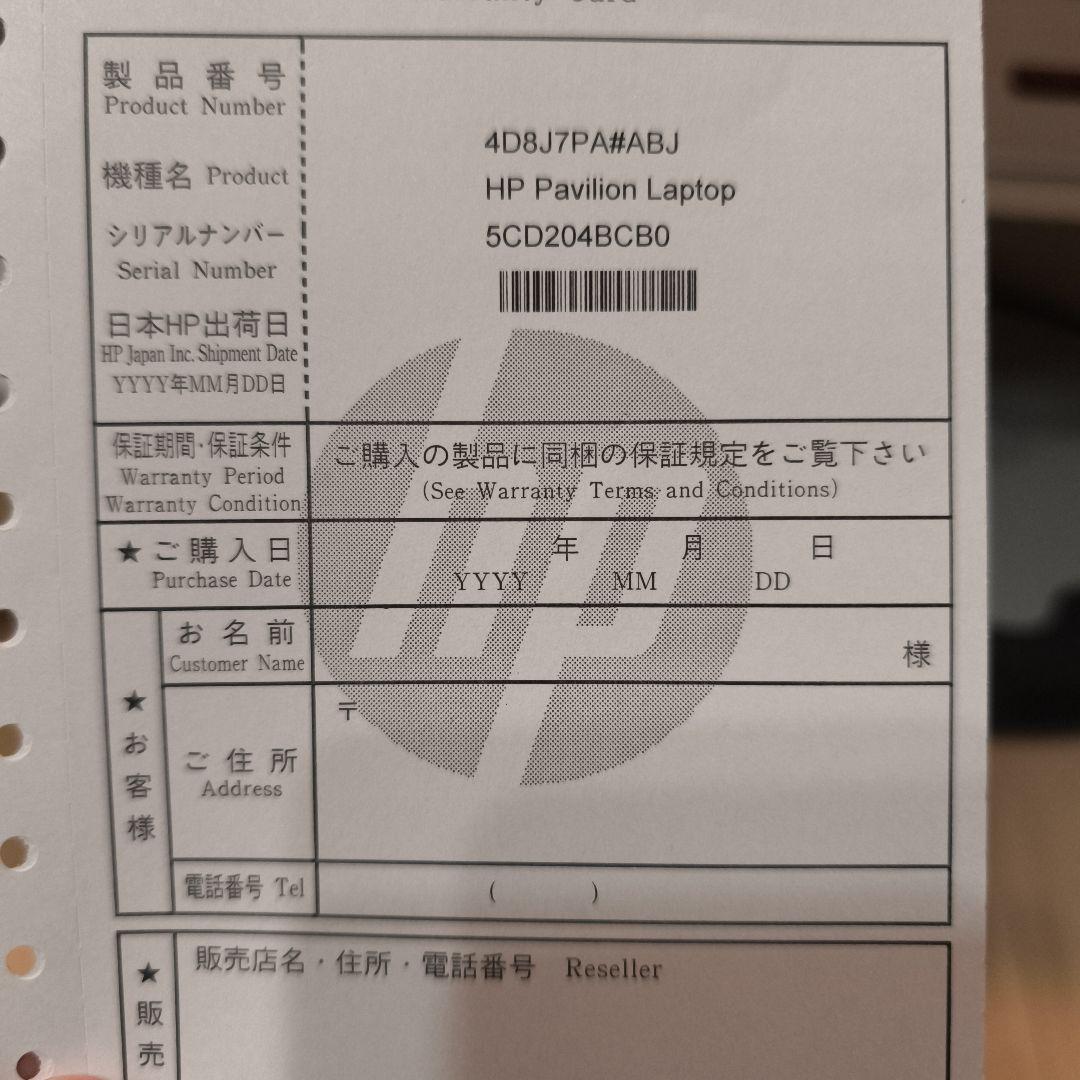 製品番号
Product Number
4D8J7PA#ABJ
機種名 Product
HP Pavilion Laptop
シリアルナンバー
Serial Number
5CD204BCB0
日本HP出荷日
HP Japan Inc. Shipment Date
YYYY年MM月DD日
保証期間・保証条件
Warranty Period
Warranty Condition
ご購入の製品に同梱の保証規定をご覧下さい
(See Warranty Terms and Conditions)
★ご購入日
Purchase Date
年 月 日
YYYY MM DD
★お客様
お名前
Customer Name
様
ご住所
Address
〒
電話番号 Tel
( )
★販売
販売店名・住所・電話番号 Reseller
hp